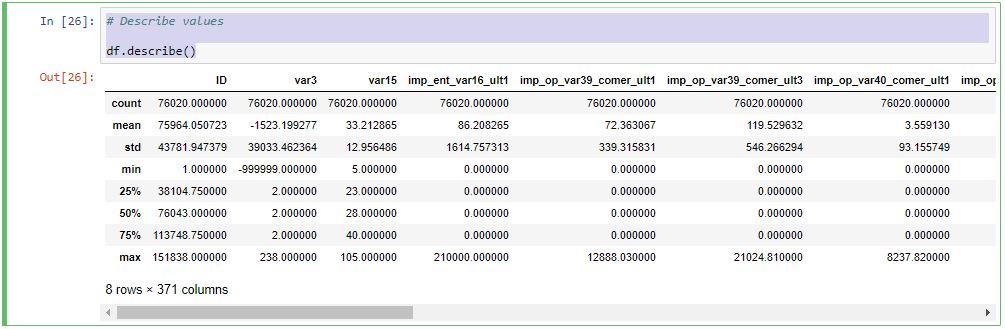 In [26]: # Describe values
df.describe()
Out[26]:
ID var3 var15 imp_ent_var16_ult1 imp_op_var39_comer_ult1 imp_op_var39_comer_ult3 imp_op_var40_comer_ult1 imp_op
count 76020.000000 76020.000000 76020.000000 76020.000000 76020.000000 76020.000000 76020.000000
mean 75964.050723 -1523.199277 33.212865 86.208265 72.363067 119.529632 3.559130
std 43781.947379 39033.462364 12.956486 1614.757313 339.315831 546.266294 93.155749
min 1.000000 -999999.000000 5.000000 0.000000 0.000000 0.000000 0.000000
25% 38104.750000 2.000000 23.000000 0.000000 0.000000 0.000000 0.000000
50% 76043.000000 2.000000 28.000000 0.000000 0.000000 0.000000 0.000000
75% 113748.750000 2.000000 40.000000 0.000000 0.000000 0.000000 0.000000
max 151838.000000 238.000000 105.000000 210000.000000 12888.030000 21024.810000 8237.820000
8 rows × 371 columns